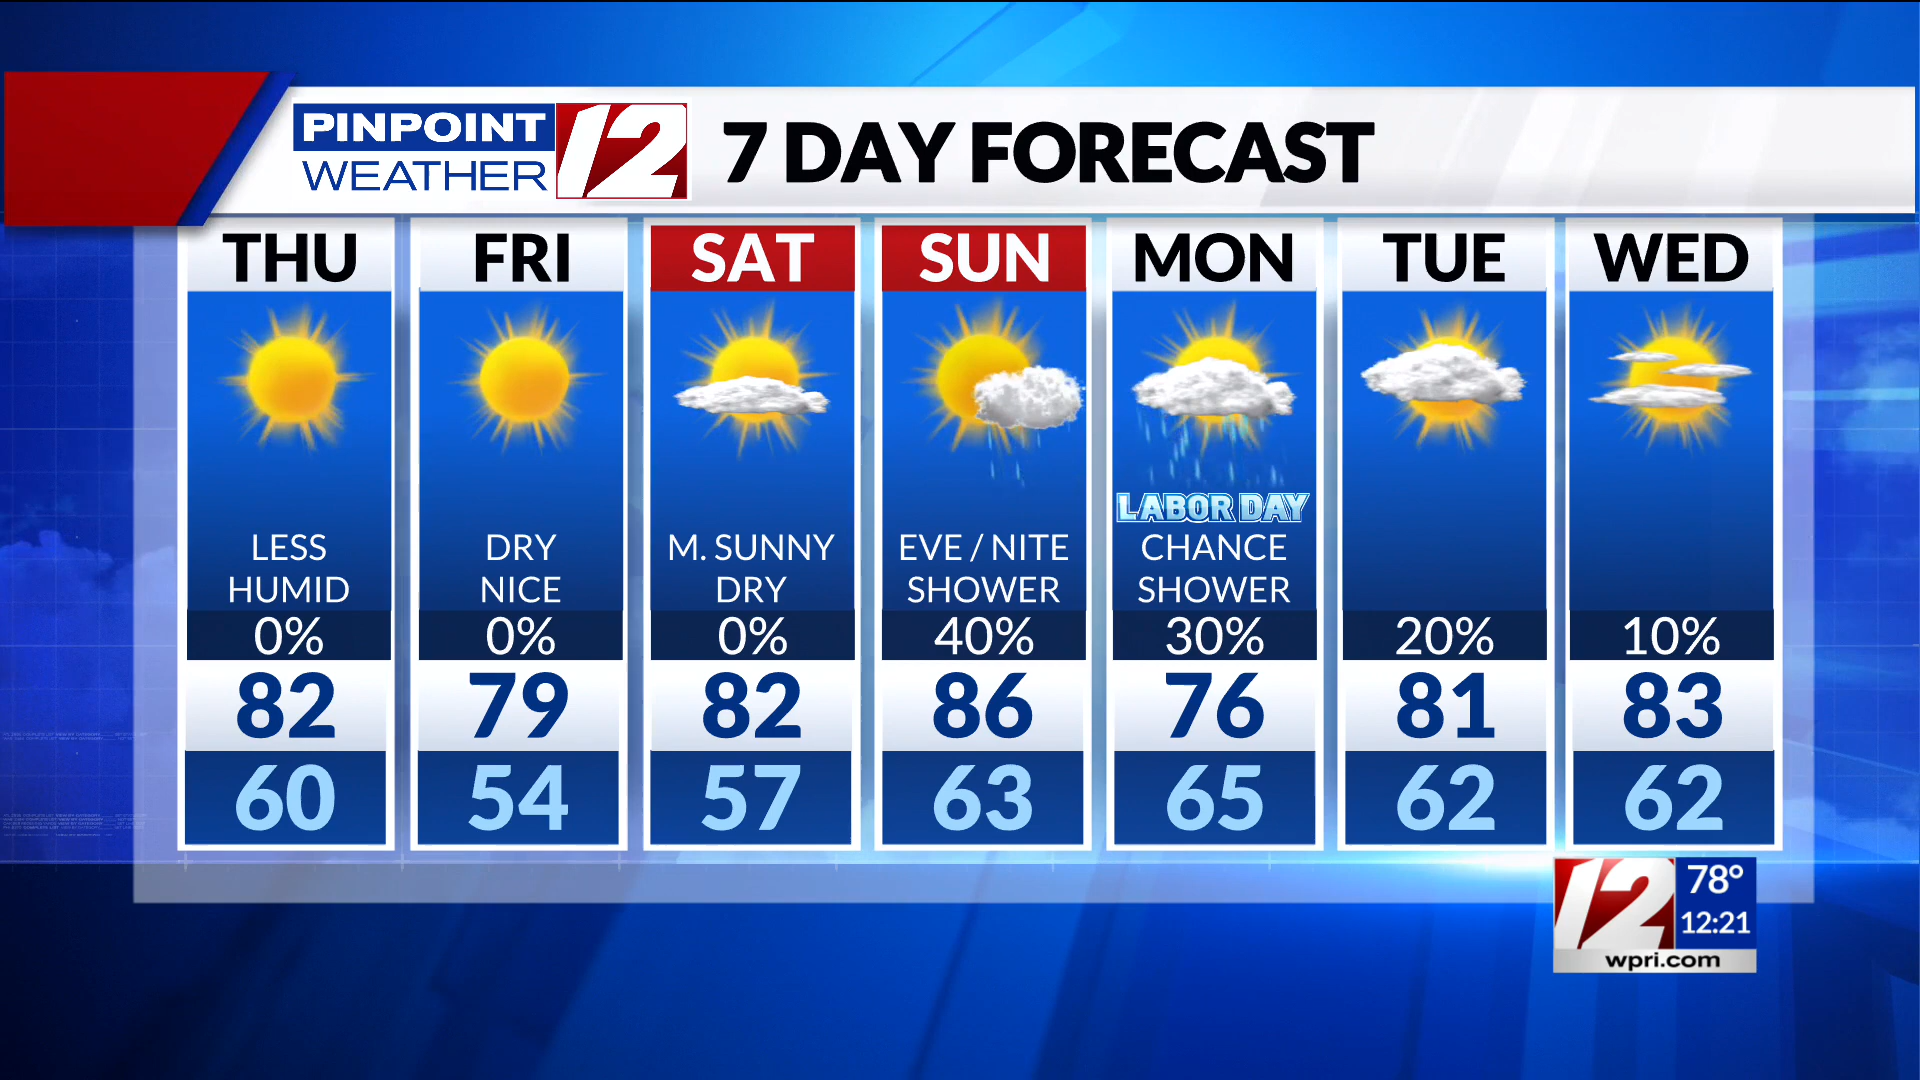 PINPOINT
WEATHER 12
7 DAY FORECAST
THU FRI SAT SUN MON TUE WED
LABOR DAY
LESS
HUMID
DRY
NICE
M. SUNNY
DRY
EVE / NITE
SHOWER
CHANCE
SHOWER
0% 0% 0% 40% 30% 20% 10%
82 79 82 86 76 81 83
60 54 57 63 65 62 62
12
78°
12:21
wpri.com